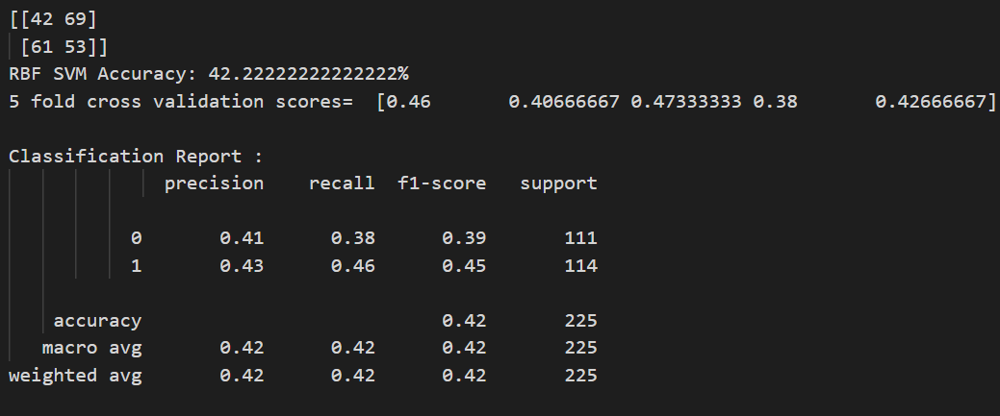 [[42 69]
[61 53]]
RBF SVM Accuracy: 42.22222222222222%
5 fold cross validation scores=  [0.46       0.40666667 0.47333333 0.38       0.42666667]
Classification Report :
precision    recall  f1-score   support
0       0.41      0.38      0.39       111
1       0.43      0.46      0.45       114
accuracy                           0.42       225
macro avg       0.42      0.42      0.42       225
weighted avg       0.42      0.42      0.42       225